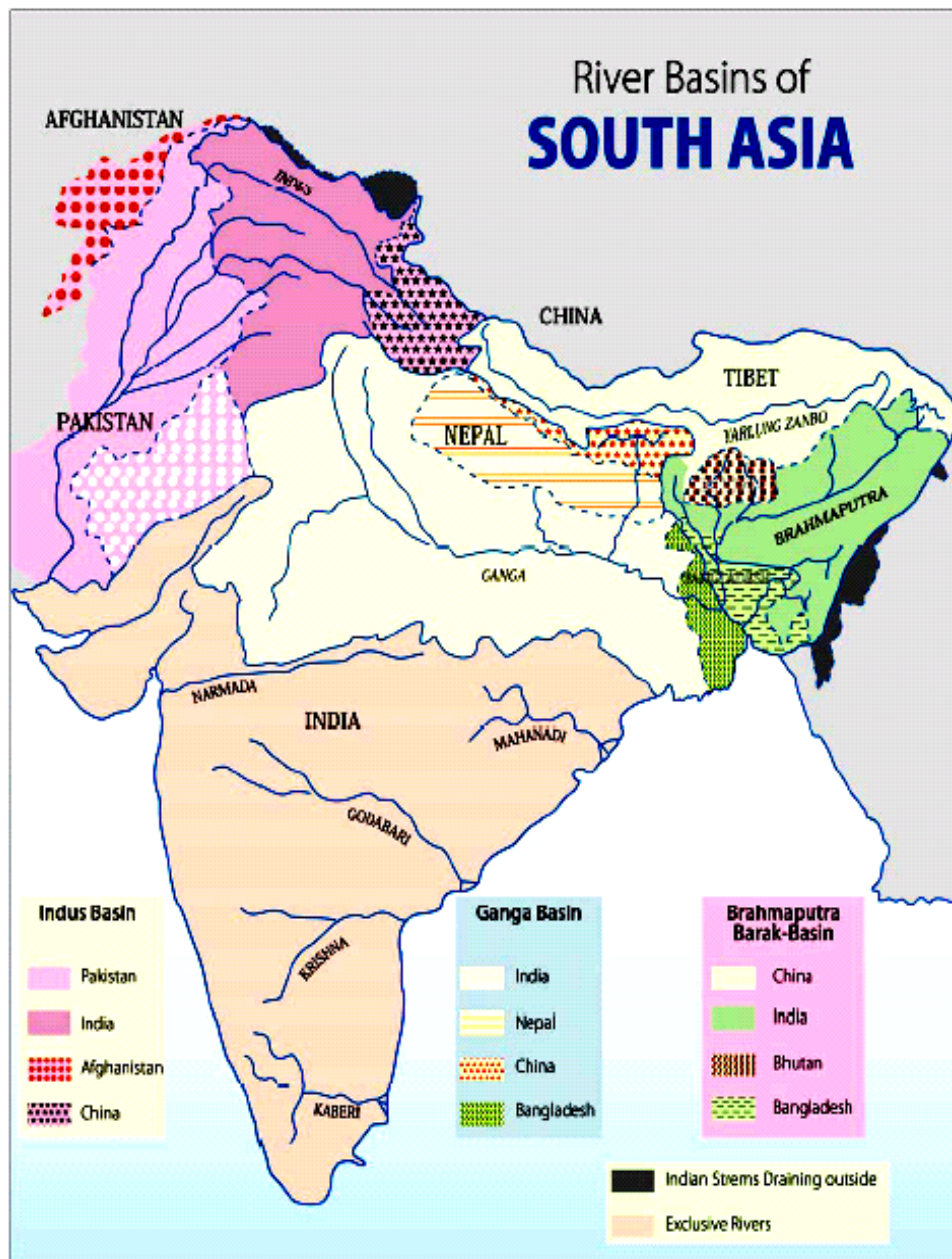 River Basins of
SOUTH ASIA
AFGHANISTAN
INDUS
CHINA
TIBET
PAKISTAN
NEPAL
YARLUNG ZANBO
BRAHMAPUTRA
GANGA
NARMADA
INDIA
MAHANADI
GODABARI
KRISHNA
KABERI
Indus Basin
Pakistan
India
Afghanistan
China
Ganga Basin
India
Nepal
China
Bangladesh
Brahmaputra
Barak-Basin
China
India
Bhutan
Bangladesh
Indian Strems Draining outside
Exclusive Rivers